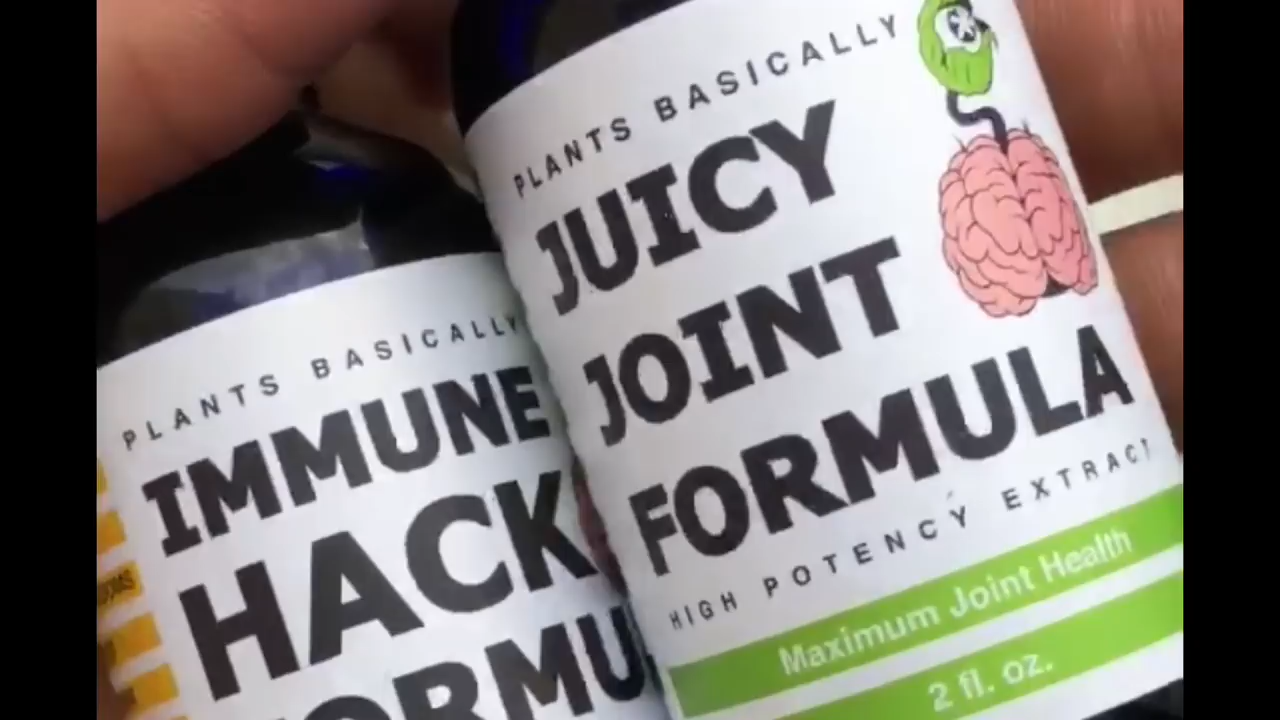 PLANTS BASICALLY
IMMUNE
HACK
PLANTS BASICALLY
JUICY
JOINT
FORMULA
HIGH POTENCY EXTRACT
Maximum Joint Health
2 fl. oz.